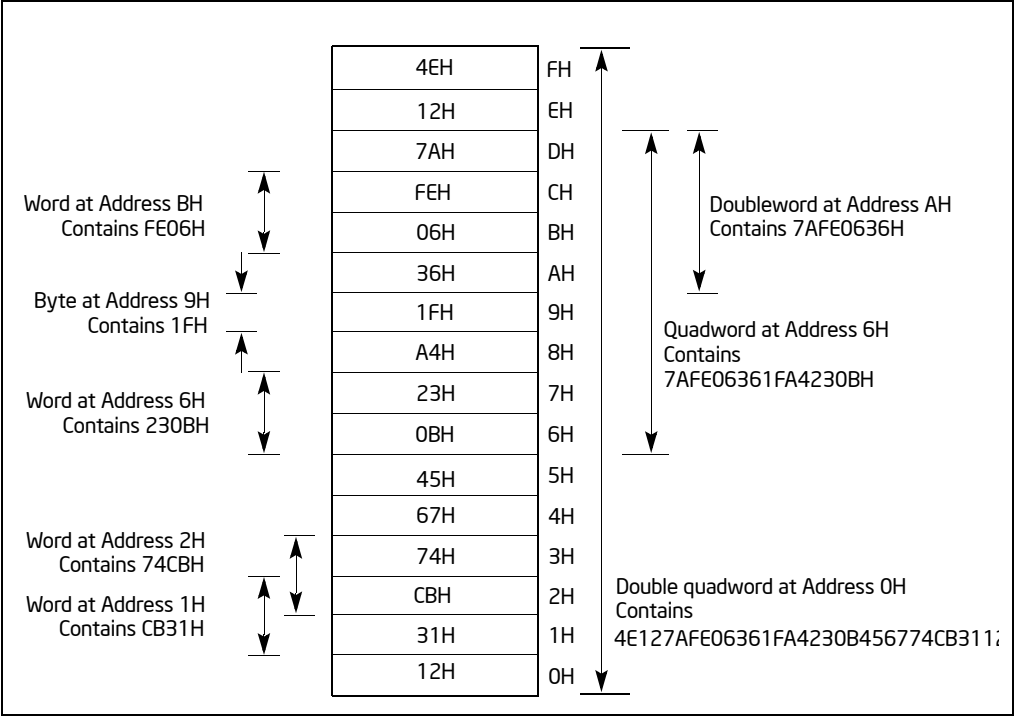 4EH FH
12H EH
7AH DH
FEH CH
06H BH
36H AH
1FH 9H
A4H 8H
23H 7H
0BH 6H
45H 5H
67H 4H
74H 3H
CBH 2H
31H 1H
12H 0H
Word at Address BH
Contains FE06H
Byte at Address 9H
Contains 1FH
Word at Address 6H
Contains 230BH
Word at Address 2H
Contains 74CBH
Word at Address 1H
Contains CB31H
Doubleword at Address AH
Contains 7AFE0636H
Quadword at Address 6H
Contains
7AFE06361FA4230BH
Double quadword at Address 0H
Contains
4E127AFE06361FA4230B456774CB3112